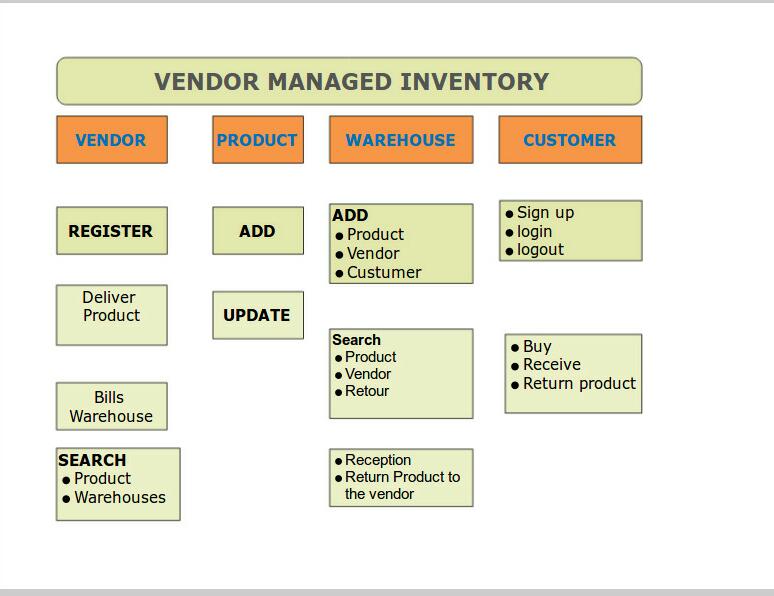 VENDOR MANAGED INVENTORY
VENDOR
PRODUCT
WAREHOUSE
CUSTOMER
REGISTER
Deliver
Product
Bills
Warehouse
SEARCH
● Product
● Warehouses
ADD
UPDATE
ADD
● Product
● Vendor
● Custumer
Search
● Product
● Vendor
● Retour
● Reception
● Return Product to
the vendor
● Sign up
● login
● logout
● Buy
● Receive
● Return product